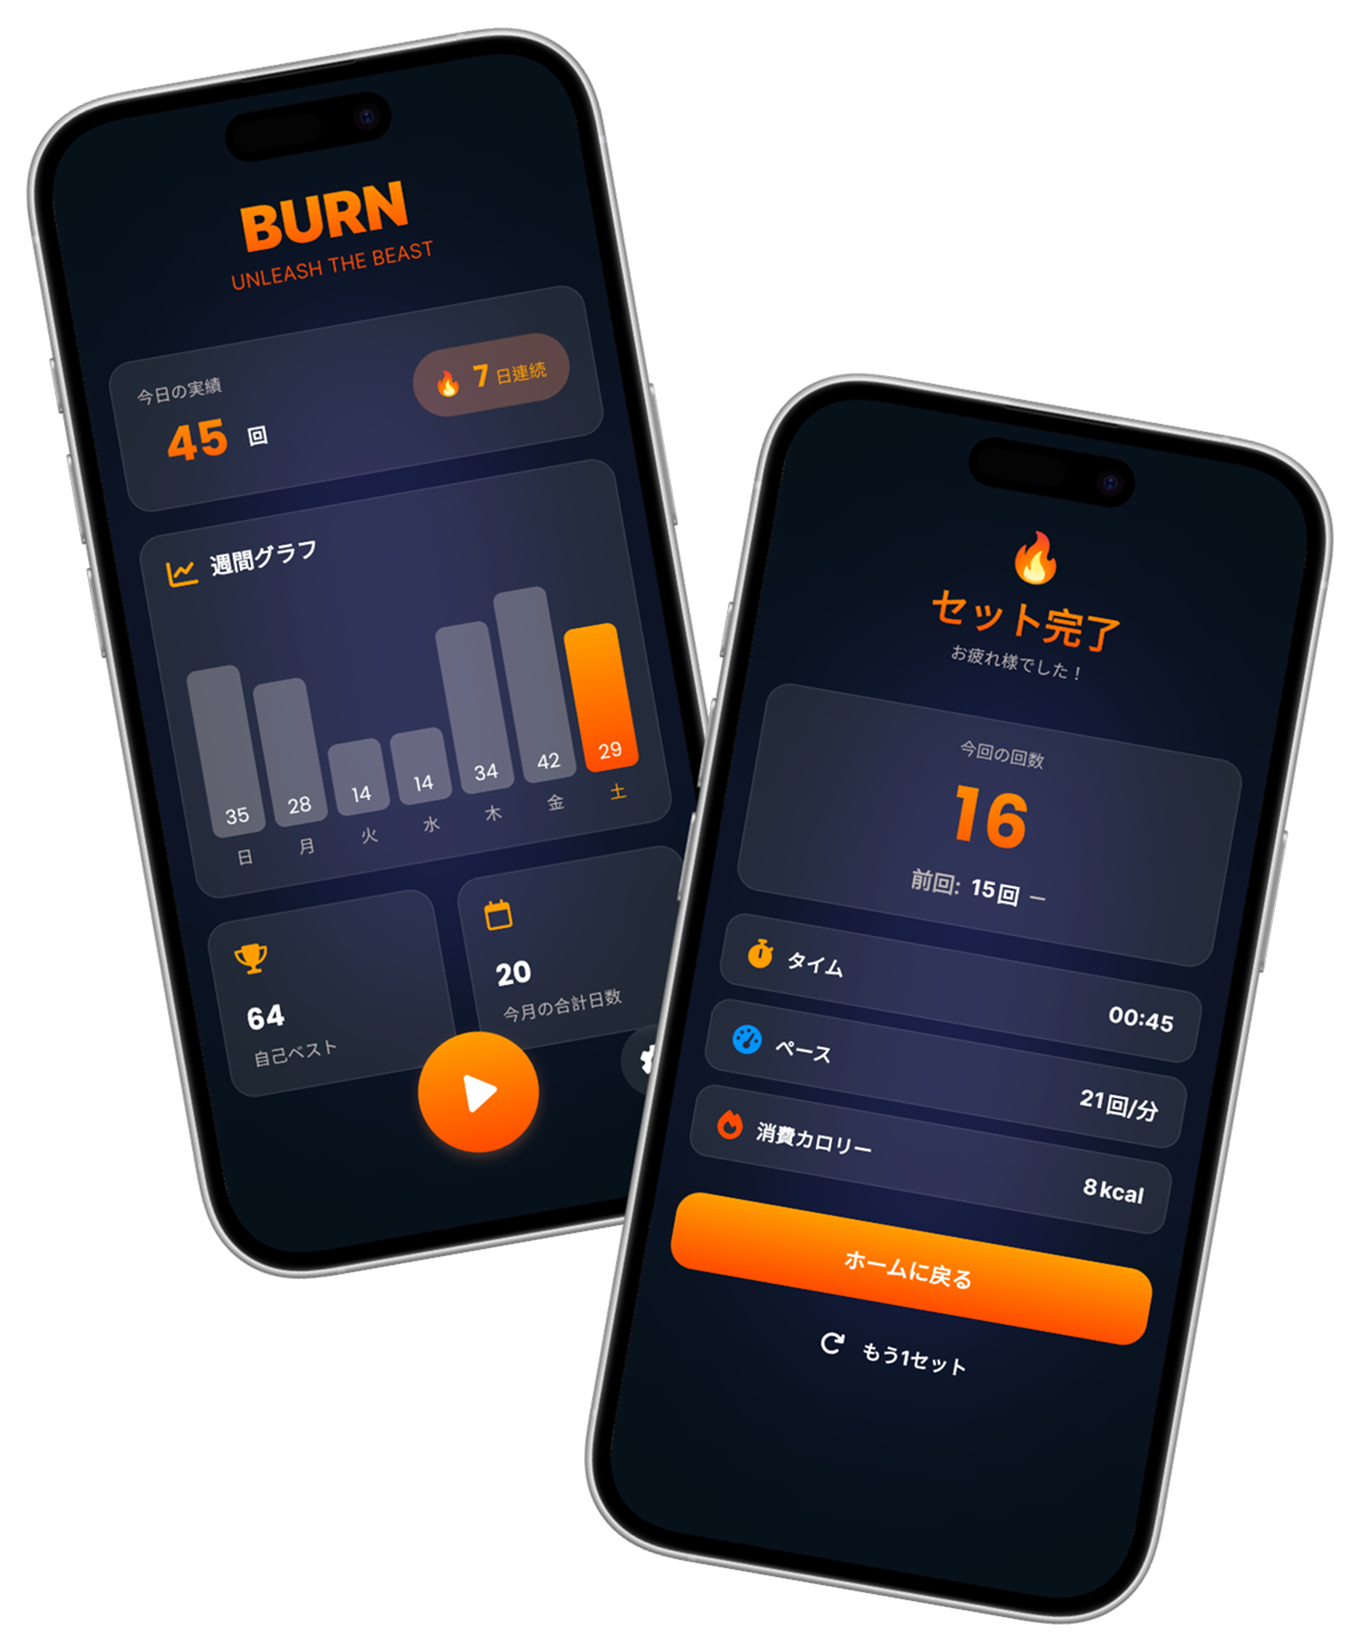 BURN
UNLEASH THE BEAST
今日の実績
45 回
7 日連続
週間グラフ
35 28 14 14 34 42 29
日 月 火 水 木 金 土
64
自己ベスト
20
今月の合計日数
セット完了
お疲れ様でした！
今回の回数
16
前回: 15回 –
タイム
00:45
ペース
21回/分
消費カロリー
8kcal
ホームに戻る
もう1セット